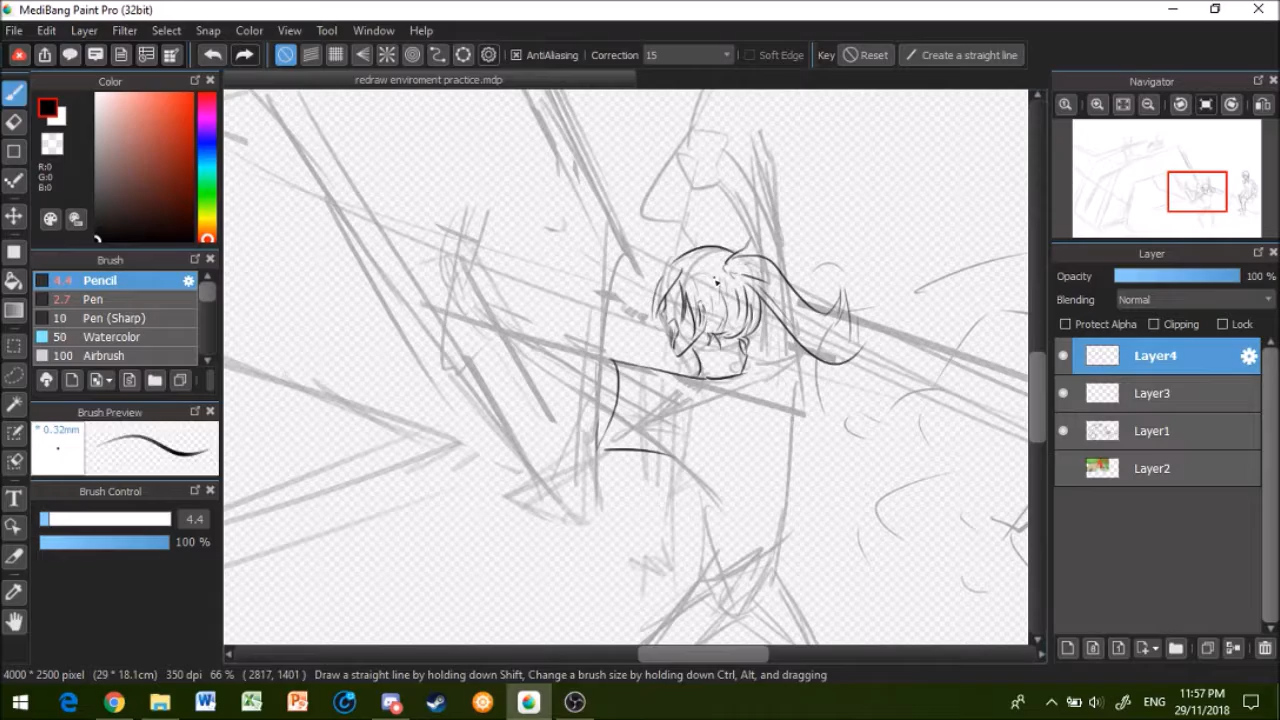 MediBang Paint Pro (32bit)
File Edit Layer Filter Select Snap Color View Tool Window Help
AntiAliasing Correction 15 Soft Edge Key Reset Create a straight line
Color
redraw enviroment practice.mdp
Navigator
R:0
G:0
B:0
Brush
4.4 Pencil
2.7 Pen
10 Pen (Sharp)
50 Watercolor
100 Airbrush
Brush Preview
* 0.32mm
Brush Control
4.4
100 %
Layer
Opacity 100 %
Blending Normal
Protect Alpha Clipping Lock
Layer4
Layer3
Layer1
Layer2
4000 * 2500 pixel (29 * 18.1cm) 350 dpi 66 % ( 2817, 1401 ) Draw a straight line by holding down Shift, Change a brush size by holding down Ctrl, Alt, and dragging
ENG
11:57 PM
29/11/2018